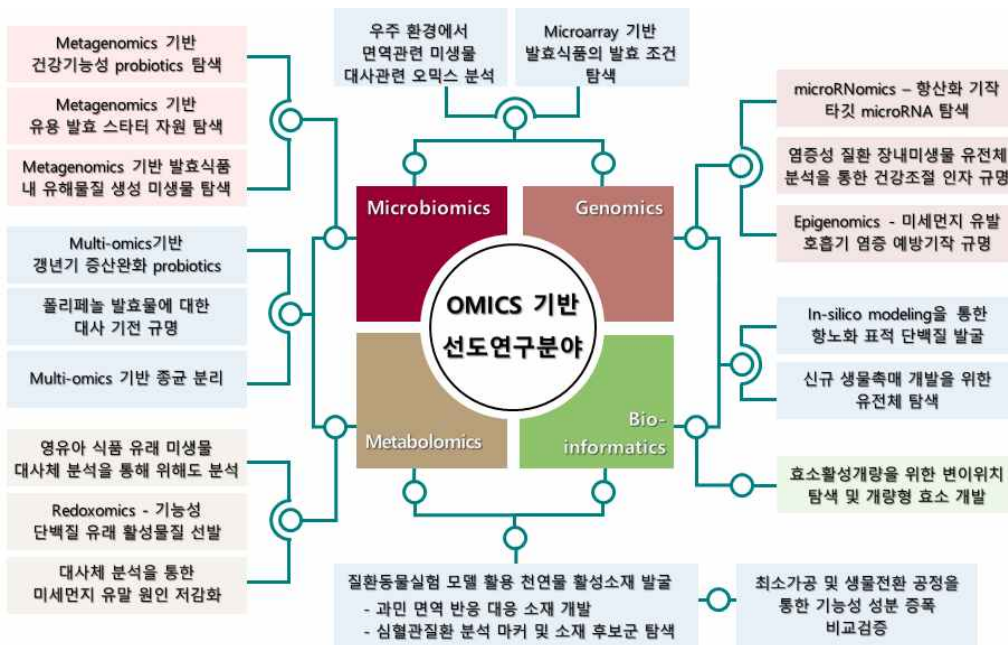 Metagenomics 기반
건강기능성 probiotics 탐색
Metagenomics 기반
유용 발효 스타터 자원 탐색
Metagenomics 기반 발효식품
내 유해물질 생성 미생물 탐색
Multi-omics기반
갱년기 증산완화 probiotics
폴리페놀 발효물에 대한
대사 기전 규명
Multi-omics 기반 종균 분리
영유아 식품 유래 미생물
대사체 분석을 통해 위해도 분석
Redoxomics - 기능성
단백질 유래 활성물질 선발
대사체 분석을 통한
미세먼지 유말 원인 저감화
우주 환경에서
면역관련 미생물
대사관련 오믹스 분석
Microarray 기반
발효식품의 발효 조건
탐색
Microbiomics
Genomics
OMICS 기반
선도연구분야
Metabolomics
Bio-
informatics
질환동물실험 모델 활용 천연물 활성소재 발굴
- 과민 면역 반응 대응 소재 개발
- 심혈관질환 분석 마커 및 소재 후보군 탐색
최소가공 및 생물전환 공정을
통한 기능성 성분 증폭
비교검증
microRNomics – 항산화 기작
타깃 microRNA 탐색
염증성 질환 장내미생물 유전체
분석을 통한 건강조절 인자 규명
Epigenomics - 미세먼지 유발
호흡기 염증 예방기작 규명
In-silico modeling을 통한
항노화 표적 단백질 발굴
신규 생물촉매 개발을 위한
유전체 탐색
효소활성개량을 위한 변이위치
탐색 및 개량형 효소 개발